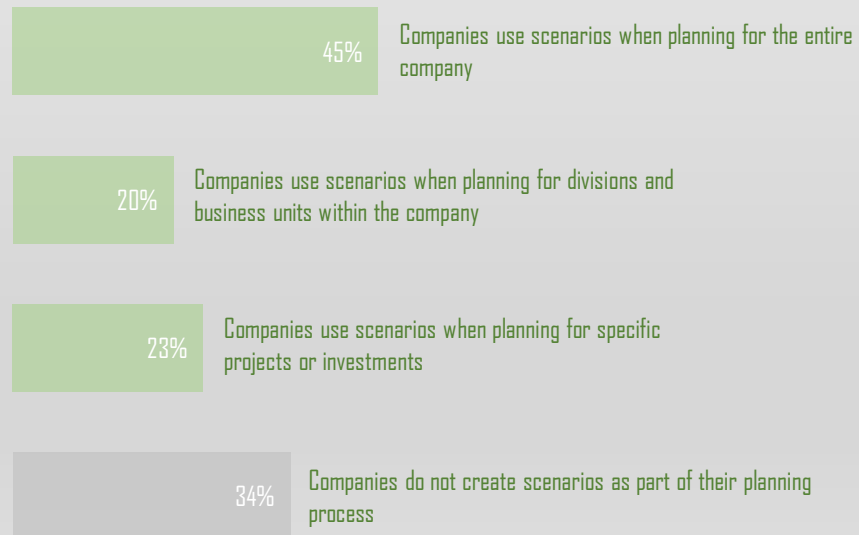 45%
Companies use scenarios when planning for the entire
company
20%
Companies use scenarios when planning for divisions and
business units within the company
23%
Companies use scenarios when planning for specific
projects or investments
34%
Companies do not create scenarios as part of their planning
process